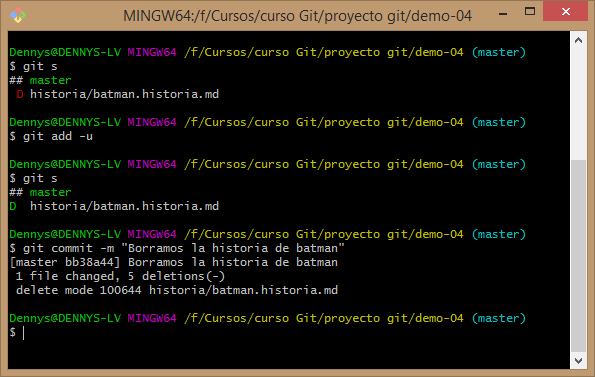 MINGW64:/f/Cursos/curso Git/proyecto git/demo-04
Dennys@DENNYS-LV MINGW64 /f/Cursos/curso Git/proyecto git/demo-04 (master)
$ git s
## master
 D historia/batman.historia.md
Dennys@DENNYS-LV MINGW64 /f/Cursos/curso Git/proyecto git/demo-04 (master)
$ git add -u
Dennys@DENNYS-LV MINGW64 /f/Cursos/curso Git/proyecto git/demo-04 (master)
$ git s
## master
D  historia/batman.historia.md
Dennys@DENNYS-LV MINGW64 /f/Cursos/curso Git/proyecto git/demo-04 (master)
$ git commit -m "Borramos la historia de batman"
[master bb38a44] Borramos la historia de batman
 1 file changed, 5 deletions(-)
 delete mode 100644 historia/batman.historia.md
Dennys@DENNYS-LV MINGW64 /f/Cursos/curso Git/proyecto git/demo-04 (master)
$